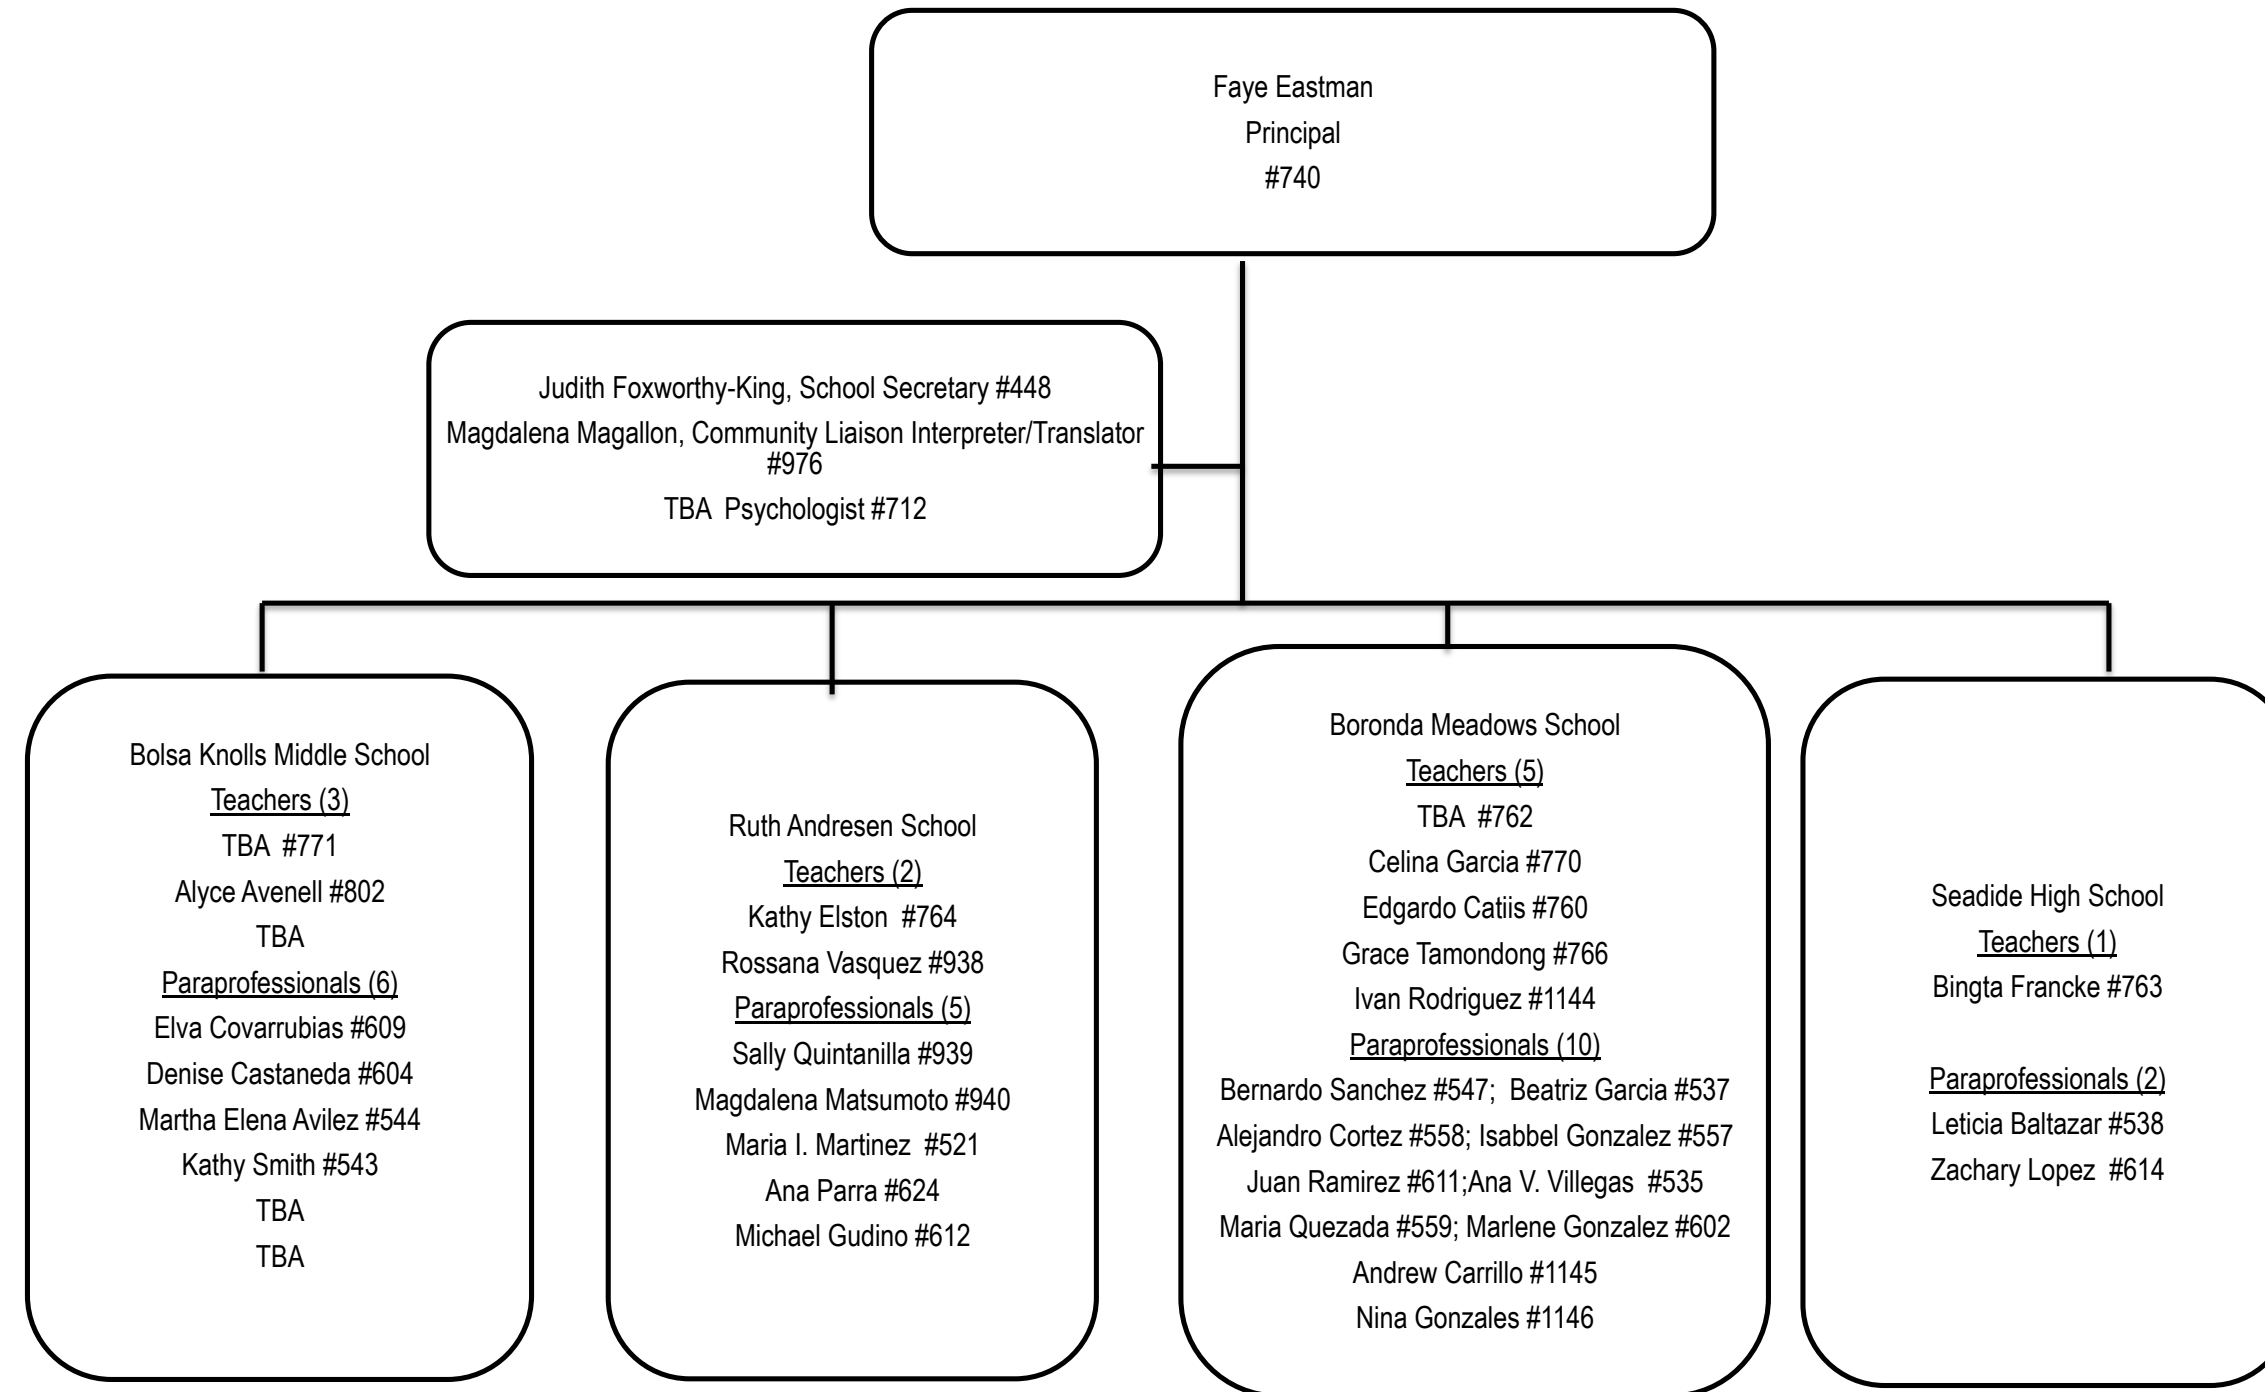 Faye Eastman
Principal
#740
Judith Foxworthy-King, School Secretary #448
Magdalena Magallon, Community Liaison Interpreter/Translator
#976
TBA  Psychologist #712
Bolsa Knolls Middle School
Teachers (3)
TBA  #771
Alyce Avenell #802
TBA
Paraprofessionals (6)
Elva Covarrubias #609
Denise Castaneda #604
Martha Elena Avilez #544
Kathy Smith #543
TBA
TBA
Ruth Andresen School
Teachers (2)
Kathy Elston  #764
Rossana Vasquez #938
Paraprofessionals (5)
Sally Quintanilla #939
Magdalena Matsumoto #940
Maria I. Martinez  #521
Ana Parra #624
Michael Gudino #612
Boronda Meadows School
Teachers (5)
TBA  #762
Celina Garcia #770
Edgardo Catiis #760
Grace Tamondong #766
Ivan Rodriguez #1144
Paraprofessionals (10)
Bernardo Sanchez #547;  Beatriz Garcia #537
Alejandro Cortez #558; Isabbel Gonzalez #557
Juan Ramirez #611;Ana V. Villegas  #535
Maria Quezada #559; Marlene Gonzalez #602
Andrew Carrillo #1145
Nina Gonzales #1146
Seadide High School
Teachers (1)
Bingta Francke #763
Paraprofessionals (2)
Leticia Baltazar #538
Zachary Lopez  #614